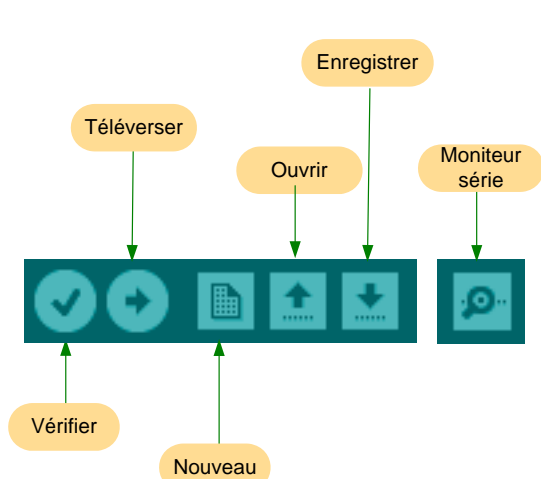 Enregistrer
Téléverser
Ouvrir
Moniteur
série
Vérifier
Nouveau